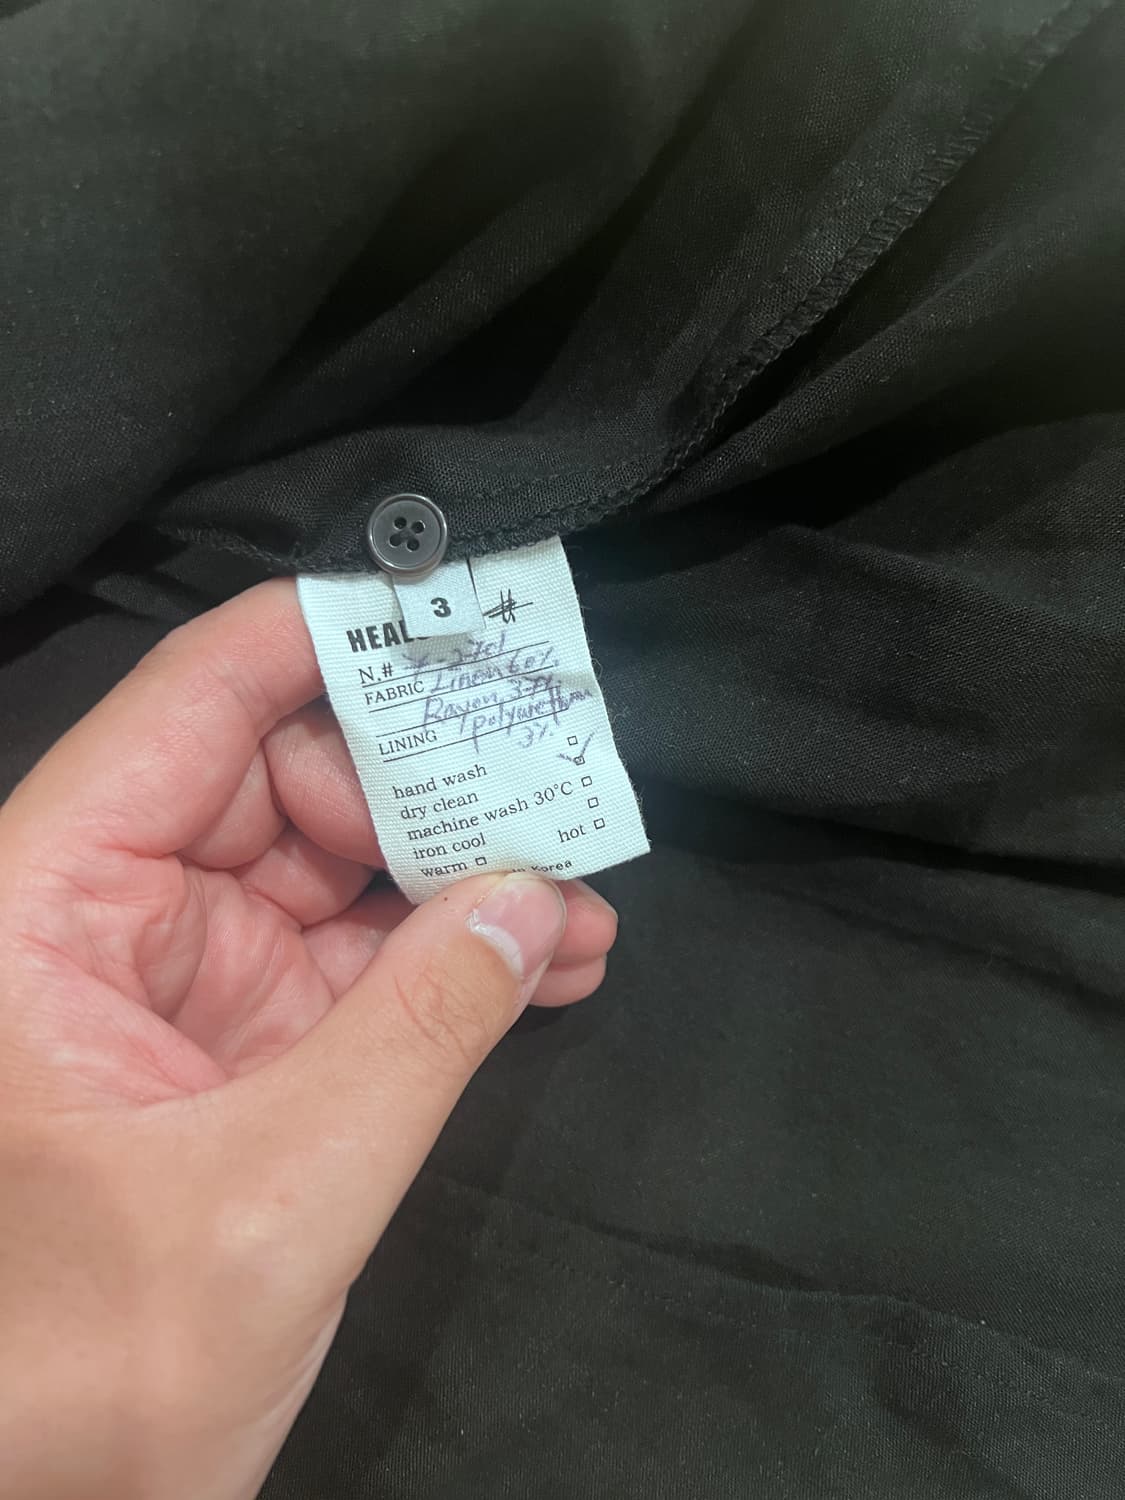 3
HEAL
N.#
FABRIC Linen 60%
Rayon 37%
polyurethan
LINING 3%
hand wash
dry clean
machine wash 30°C
iron cool
warm hot
Korea